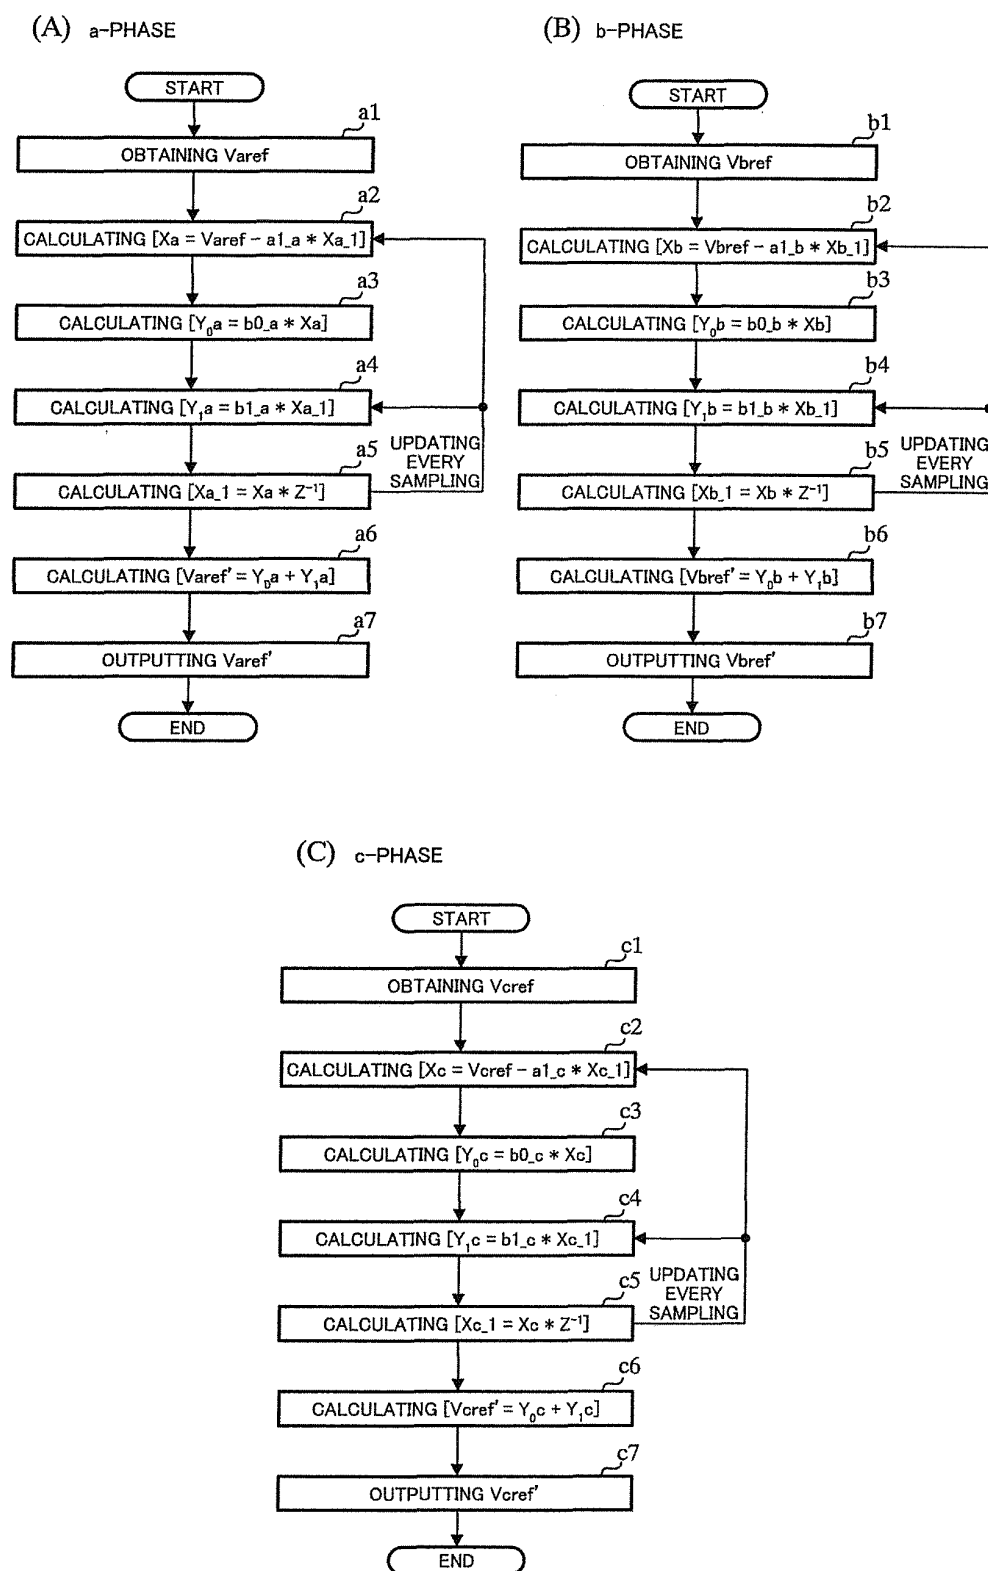 (A) a-PHASE
START
a1
OBTAINING Varef
a2
CALCULATING [Xa = Varef - a1_a * Xa_1]
a3
CALCULATING [Y₀a = b0_a * Xa]
a4
CALCULATING [Y₁a = b1_a * Xa_1]
UPDATING
EVERY
SAMPLING
a5
CALCULATING [Xa_1 = Xa * Z⁻¹]
a6
CALCULATING [Varef' = Y₀a + Y₁a]
a7
OUTPUTTING Varef'
END
(B) b-PHASE
START
b1
OBTAINING Vbref
b2
CALCULATING [Xb = Vbref - a1_b * Xb_1]
b3
CALCULATING [Y₀b = b0_b * Xb]
b4
CALCULATING [Y₁b = b1_b * Xb_1]
UPDATING
EVERY
SAMPLING
b5
CALCULATING [Xb_1 = Xb * Z⁻¹]
b6
CALCULATING [Vbref' = Y₀b + Y₁b]
b7
OUTPUTTING Vbref'
END
(C) c-PHASE
START
c1
OBTAINING Vcref
c2
CALCULATING [Xc = Vcref - a1_c * Xc_1]
c3
CALCULATING [Y₀c = b0_c * Xc]
c4
CALCULATING [Y₁c = b1_c * Xc_1]
UPDATING
EVERY
SAMPLING
c5
CALCULATING [Xc_1 = Xc * Z⁻¹]
c6
CALCULATING [Vcref' = Y₀c + Y₁c]
c7
OUTPUTTING Vcref'
END